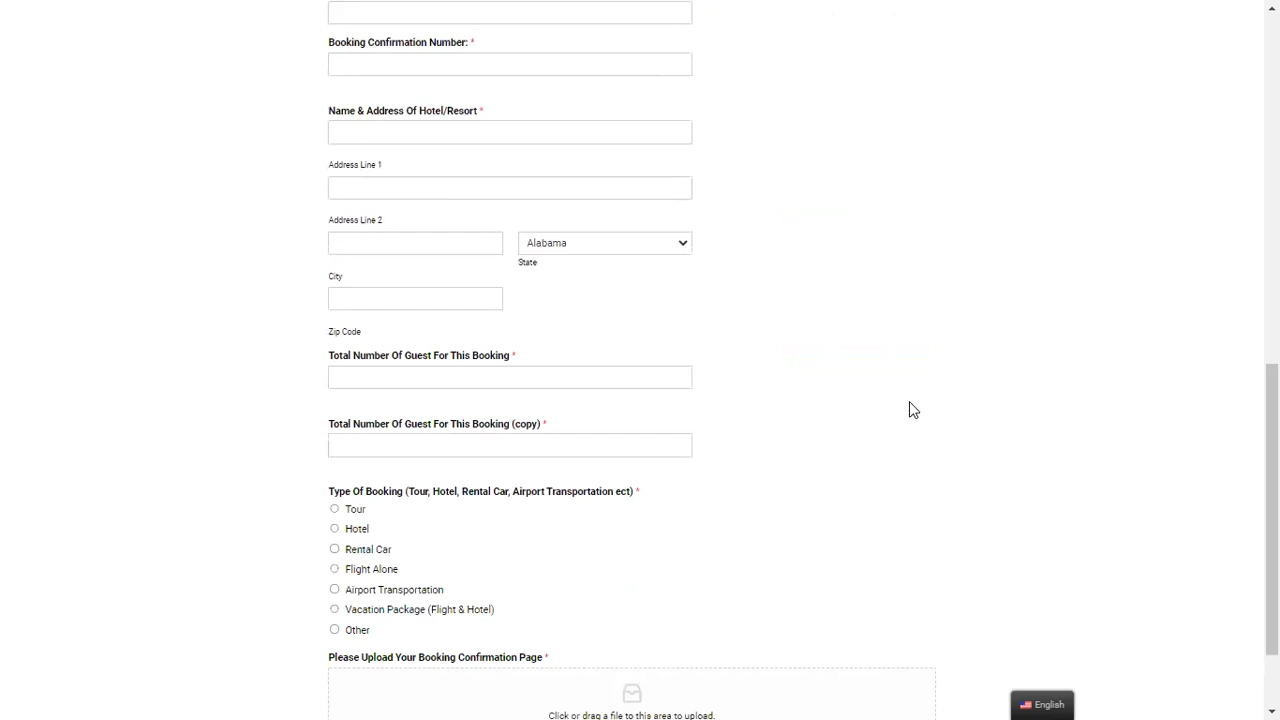 Booking Confirmation Number: *
Name & Address Of Hotel/Resort *
Address Line 1
Address Line 2
Alabama
State
City
Zip Code
Total Number Of Guest For This Booking *
Total Number Of Guest For This Booking (copy) *
Type Of Booking (Tour, Hotel, Rental Car, Airport Transportation ect) *
Tour
Hotel
Rental Car
Flight Alone
Airport Transportation
Vacation Package (Flight & Hotel)
Other
Please Upload Your Booking Confirmation Page *
Click or drag a file to this area to upload.
English